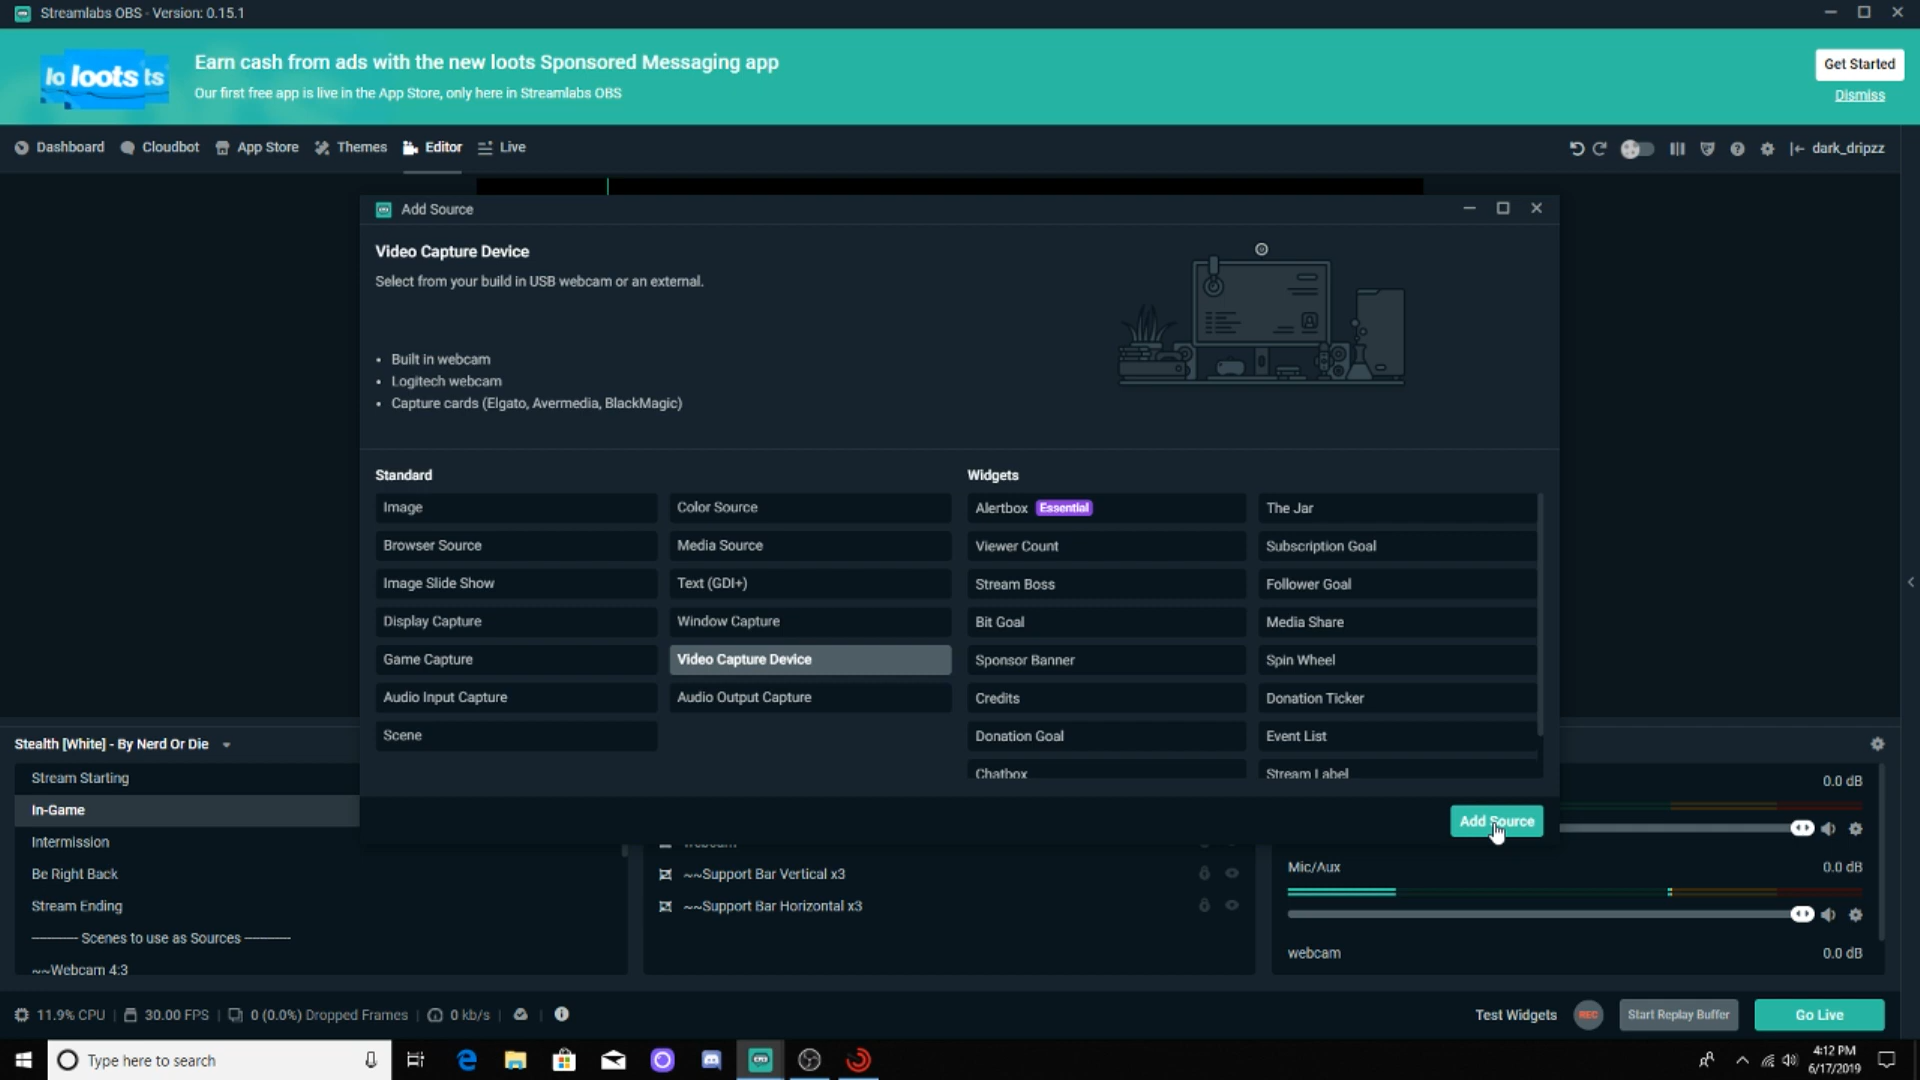 Streamlabs OBS - Version: 0.15.1
lo loots ts
Earn cash from ads with the new loots Sponsored Messaging app
Our first free app is live in the App Store, only here in Streamlabs OBS
Get Started
Dismiss
Dashboard
Cloudbot
App Store
Themes
Editor
Live
dark_dripzz
Add Source
Video Capture Device
Select from your build in USB webcam or an external.
• Built in webcam
• Logitech webcam
• Capture cards (Elgato, Avermedia, BlackMagic)
Standard
Widgets
Image
Color Source
Alertbox Essential
The Jar
Browser Source
Media Source
Viewer Count
Subscription Goal
Image Slide Show
Text (GDI+)
Stream Boss
Follower Goal
Display Capture
Window Capture
Bit Goal
Media Share
Game Capture
Video Capture Device
Sponsor Banner
Spin Wheel
Audio Input Capture
Audio Output Capture
Credits
Donation Ticker
Scene
Donation Goal
Event List
Chatbox
Stream Label
Add Source
Stealth [White] - By Nerd Or Die
Stream Starting
In-Game
Intermission
Be Right Back
Stream Ending
---------- Scenes to use as Sources ----------
~~Webcam 4:3
~~Support Bar Vertical x3
~~Support Bar Horizontal x3
0.0 dB
Mic/Aux
0.0 dB
webcam
0.0 dB
11.9% CPU
30.00 FPS
0 (0.0%) Dropped Frames
0 kb/s
Test Widgets
REC
Start Replay Buffer
Go Live
Type here to search
4:12 PM
6/17/2019